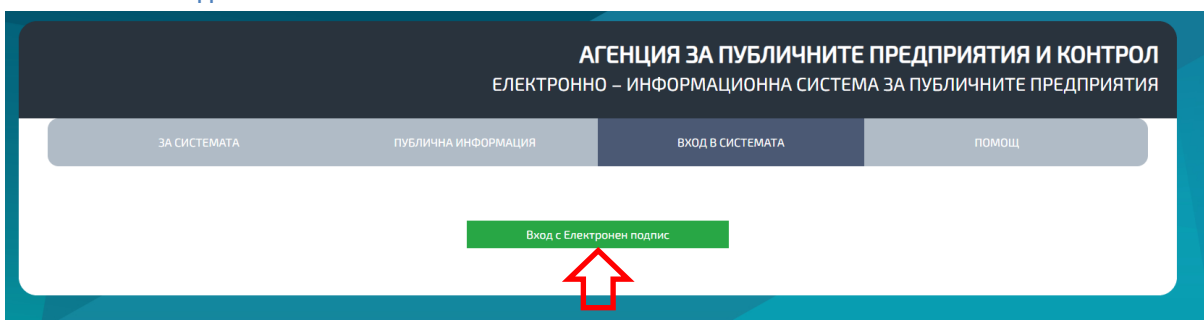 АГЕНЦИЯ ЗА ПУБЛИЧНИТЕ ПРЕДПРИЯТИЯ И КОНТРОЛ
ЕЛЕКТРОННО – ИНФОРМАЦИОННА СИСТЕМА ЗА ПУБЛИЧНИТЕ ПРЕДПРИЯТИЯ
ЗА СИСТЕМАТА
ПУБЛИЧНА ИНФОРМАЦИЯ
ВХОД В СИСТЕМАТА
ПОМОЩ
Вход с Електронен подпис